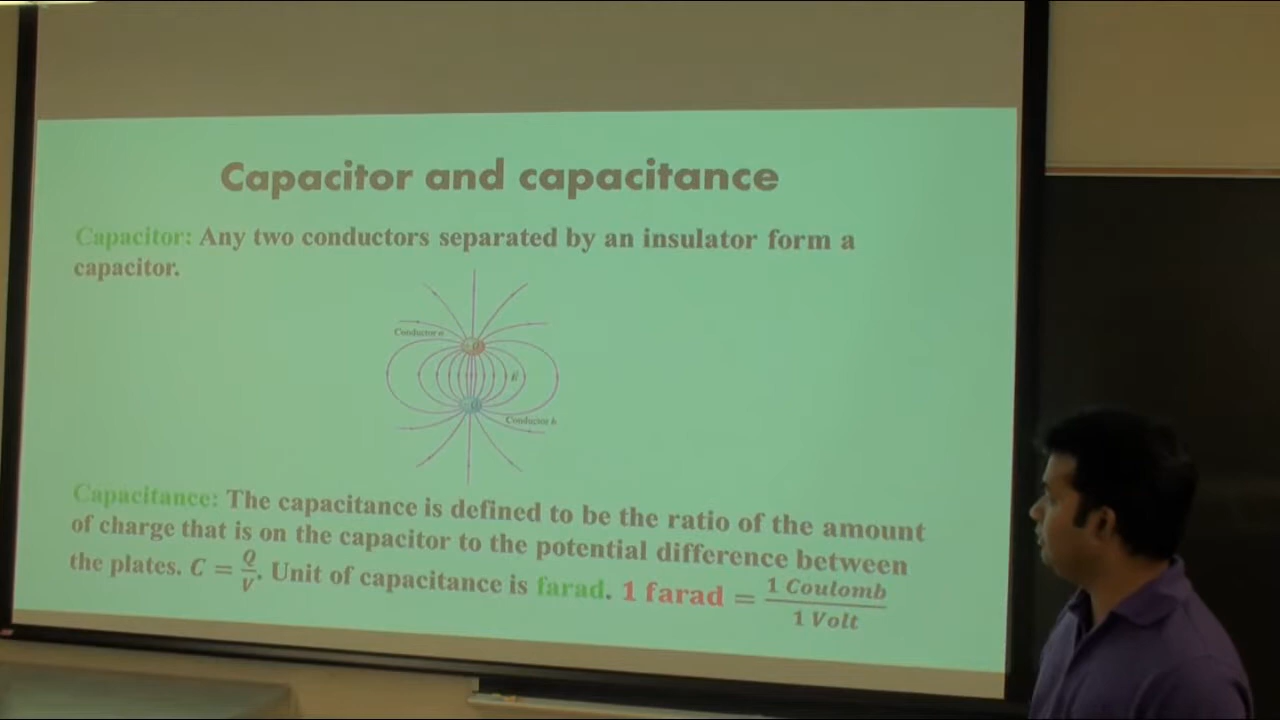 Capacitor and capacitance
Capacitor: Any two conductors separated by an insulator form a
capacitor.
Conductor a
Conductor b
Capacitance: The capacitance is defined to be the ratio of the amount
of charge that is on the capacitor to the potential difference between
the plates. C = Q/V. Unit of capacitance is farad. 1 farad = 1 Coulomb / 1 Volt